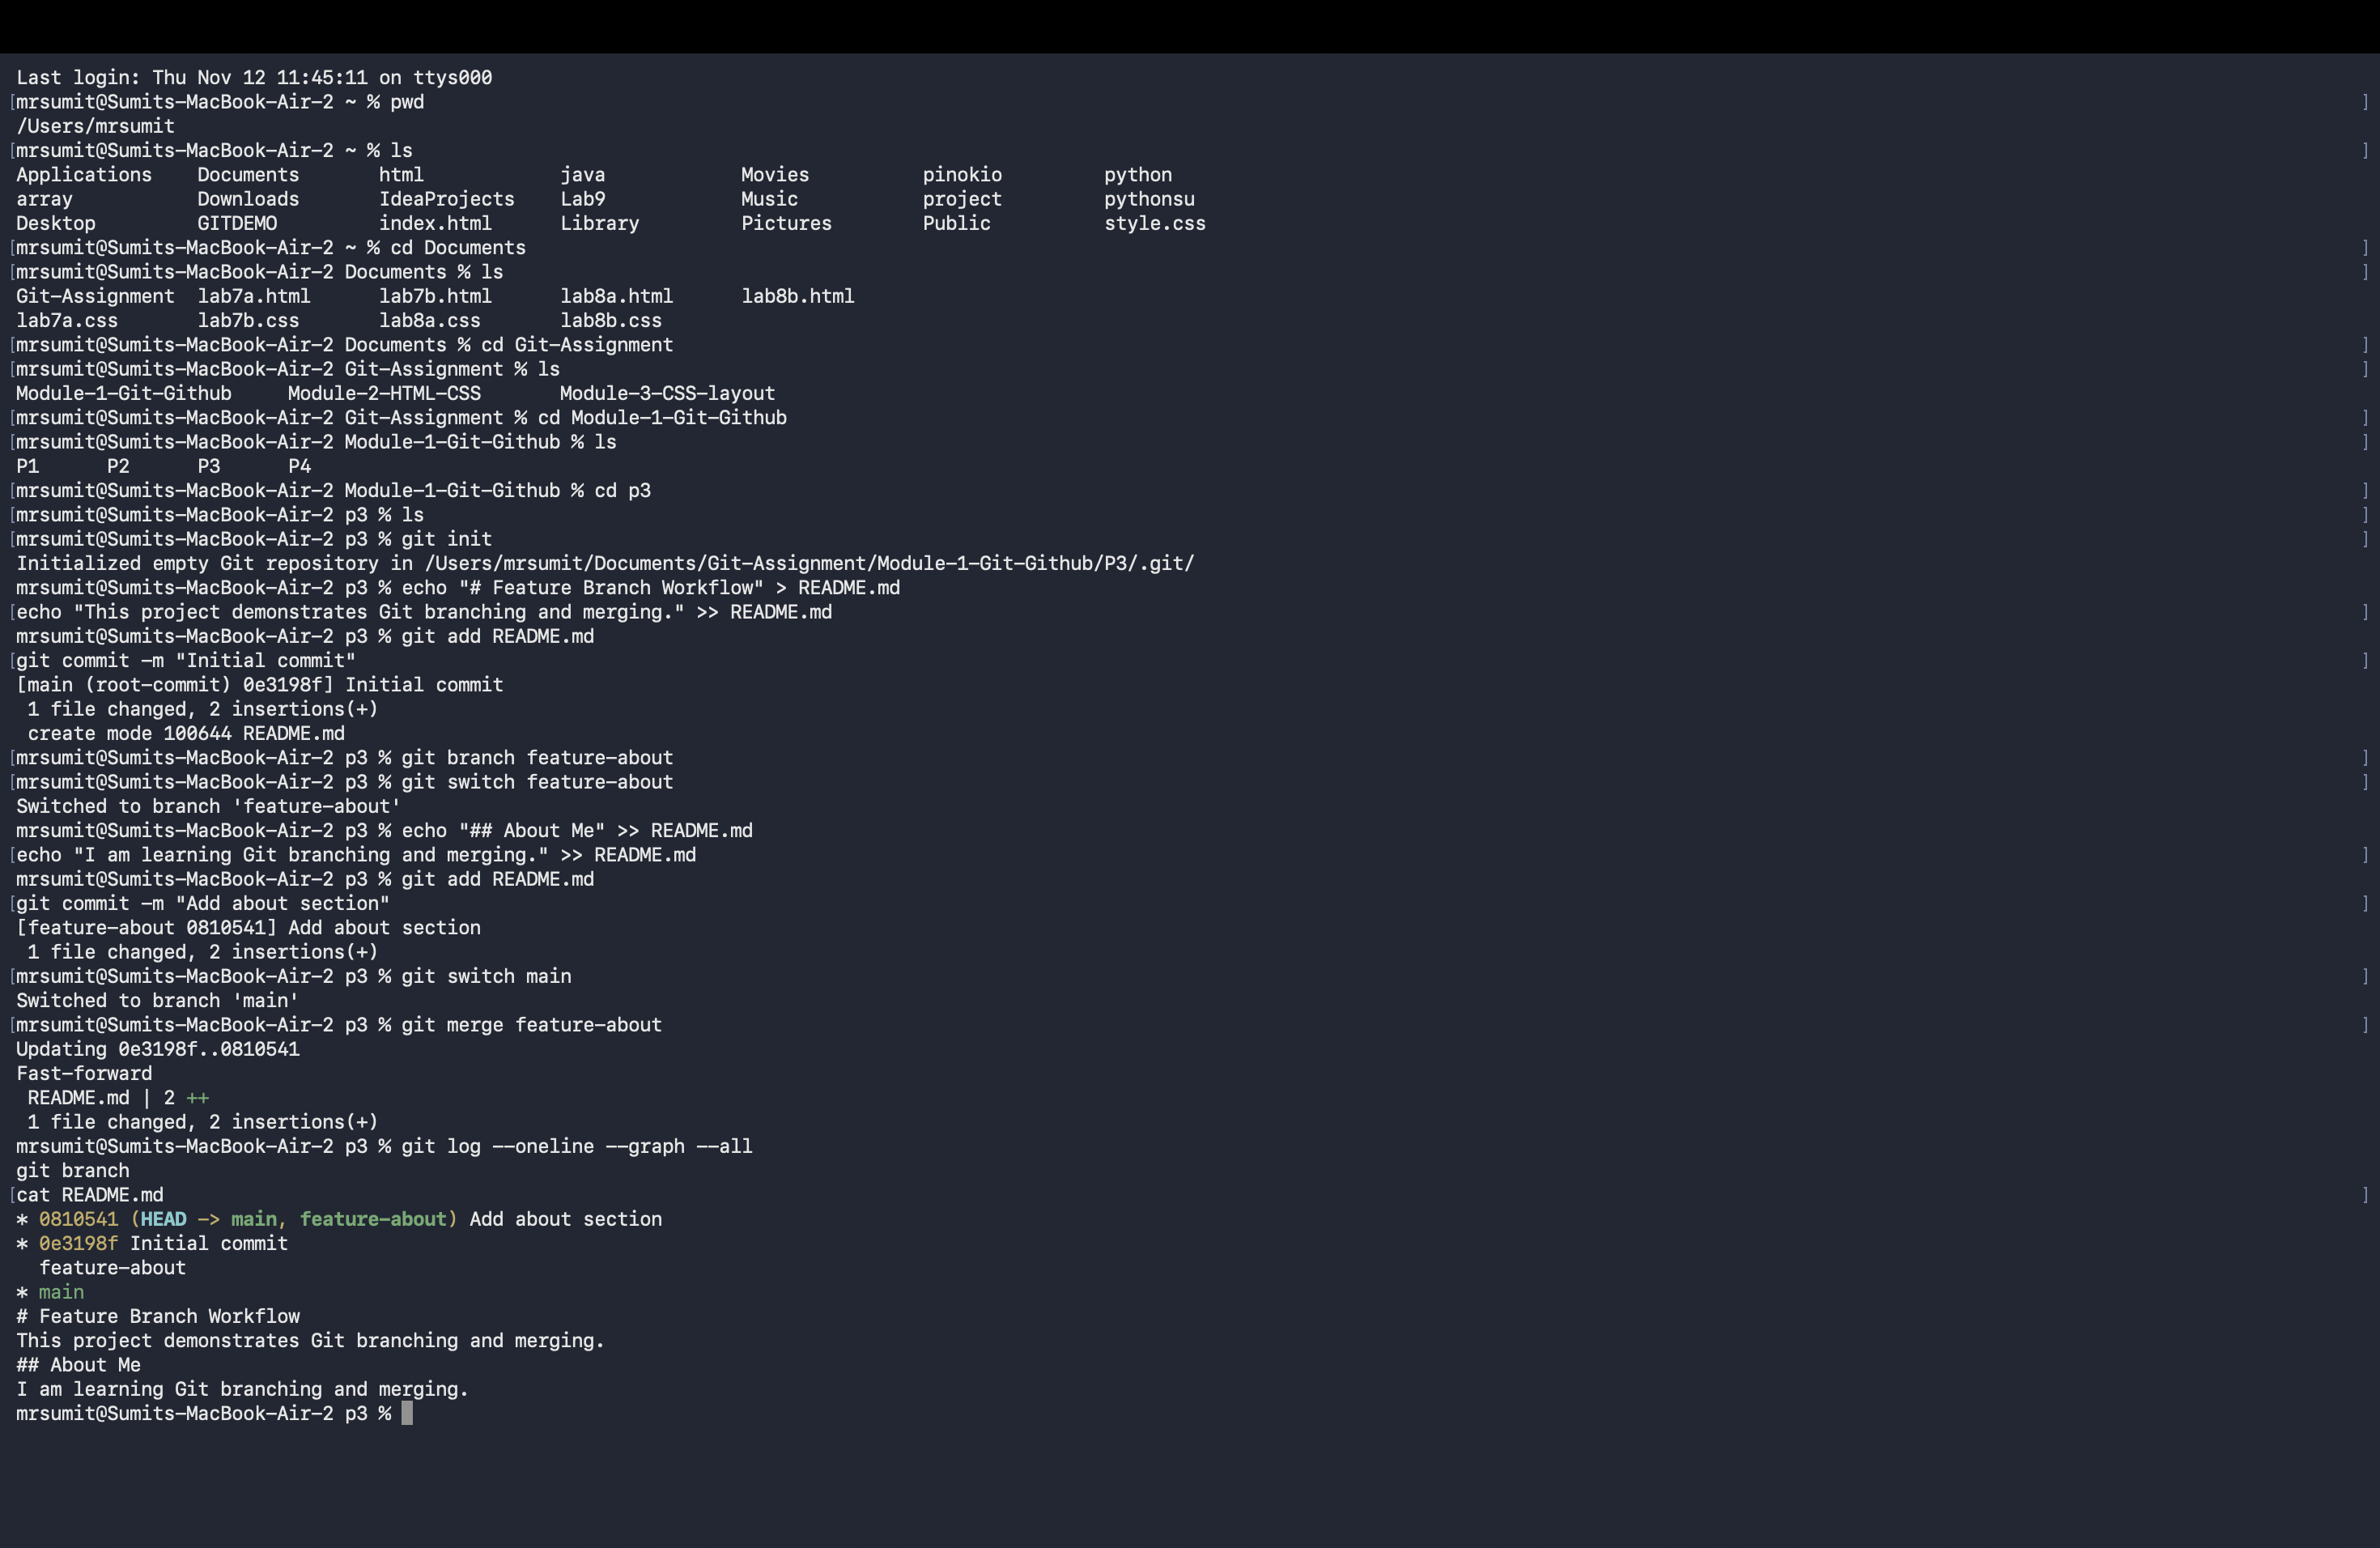 Last login: Thu Nov 12 11:45:11 on ttys000
[mrsumit@Sumits-MacBook-Air-2 ~ % pwd ]
/Users/mrsumit
[mrsumit@Sumits-MacBook-Air-2 ~ % ls ]
Applications    Documents       html            java            Movies          pinokio         python
array           Downloads       IdeaProjects    Lab9            Music           project         pythonsu
Desktop         GITDEMO         index.html      Library         Pictures        Public          style.css
[mrsumit@Sumits-MacBook-Air-2 ~ % cd Documents ]
[mrsumit@Sumits-MacBook-Air-2 Documents % ls ]
Git-Assignment  lab7a.html      lab7b.html      lab8a.html      lab8b.html
lab7a.css       lab7b.css       lab8a.css       lab8b.css
[mrsumit@Sumits-MacBook-Air-2 Documents % cd Git-Assignment ]
[mrsumit@Sumits-MacBook-Air-2 Git-Assignment % ls ]
Module-1-Git-Github     Module-2-HTML-CSS       Module-3-CSS-layout
[mrsumit@Sumits-MacBook-Air-2 Git-Assignment % cd Module-1-Git-Github ]
[mrsumit@Sumits-MacBook-Air-2 Module-1-Git-Github % ls ]
P1      P2      P3      P4
[mrsumit@Sumits-MacBook-Air-2 Module-1-Git-Github % cd p3 ]
[mrsumit@Sumits-MacBook-Air-2 p3 % ls ]
[mrsumit@Sumits-MacBook-Air-2 p3 % git init ]
Initialized empty Git repository in /Users/mrsumit/Documents/Git-Assignment/Module-1-Git-Github/P3/.git/
mrsumit@Sumits-MacBook-Air-2 p3 % echo "# Feature Branch Workflow" > README.md
[echo "This project demonstrates Git branching and merging." >> README.md ]
mrsumit@Sumits-MacBook-Air-2 p3 % git add README.md
[git commit -m "Initial commit" ]
[main (root-commit) 0e3198f] Initial commit
 1 file changed, 2 insertions(+)
 create mode 100644 README.md
[mrsumit@Sumits-MacBook-Air-2 p3 % git branch feature-about ]
[mrsumit@Sumits-MacBook-Air-2 p3 % git switch feature-about ]
Switched to branch 'feature-about'
mrsumit@Sumits-MacBook-Air-2 p3 % echo "## About Me" >> README.md
[echo "I am learning Git branching and merging." >> README.md ]
mrsumit@Sumits-MacBook-Air-2 p3 % git add README.md
[git commit -m "Add about section" ]
[feature-about 0810541] Add about section
 1 file changed, 2 insertions(+)
[mrsumit@Sumits-MacBook-Air-2 p3 % git switch main ]
Switched to branch 'main'
[mrsumit@Sumits-MacBook-Air-2 p3 % git merge feature-about ]
Updating 0e3198f..0810541
Fast-forward
 README.md | 2 ++
 1 file changed, 2 insertions(+)
mrsumit@Sumits-MacBook-Air-2 p3 % git log --oneline --graph --all
git branch
[cat README.md ]
* 0810541 (HEAD -> main, feature-about) Add about section
* 0e3198f Initial commit
  feature-about
* main
# Feature Branch Workflow
This project demonstrates Git branching and merging.
## About Me
I am learning Git branching and merging.
mrsumit@Sumits-MacBook-Air-2 p3 %